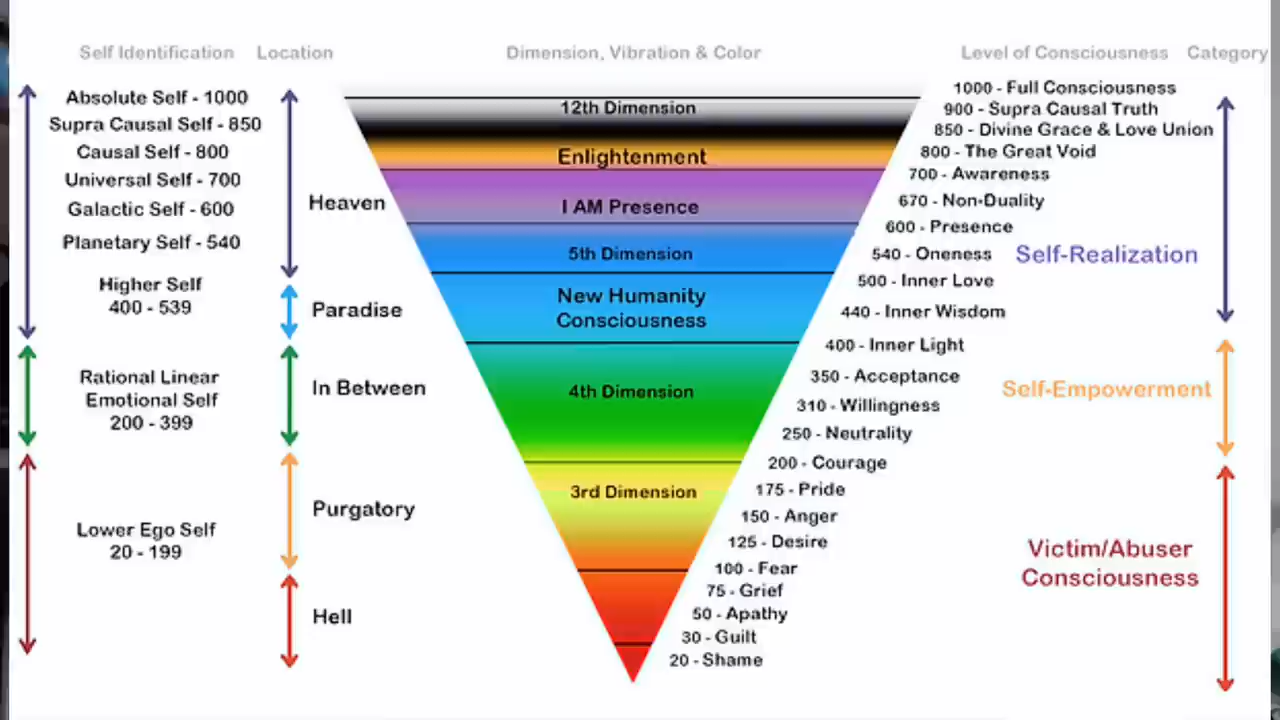 Self Identification
Location
Dimension, Vibration & Color
Level of Consciousness
Category
Absolute Self - 1000
Supra Causal Self - 850
Causal Self - 800
Universal Self - 700
Galactic Self - 600
Planetary Self - 540
Higher Self
400 - 539
Rational Linear
Emotional Self
200 - 399
Lower Ego Self
20 - 199
Heaven
Paradise
In Between
Purgatory
Hell
12th Dimension
Enlightenment
I AM Presence
5th Dimension
New Humanity
Consciousness
4th Dimension
3rd Dimension
1000 - Full Consciousness
900 - Supra Causal Truth
850 - Divine Grace & Love Union
800 - The Great Void
700 - Awareness
670 - Non-Duality
600 - Presence
540 - Oneness
500 - Inner Love
440 - Inner Wisdom
400 - Inner Light
350 - Acceptance
310 - Willingness
250 - Neutrality
200 - Courage
175 - Pride
150 - Anger
125 - Desire
100 - Fear
75 - Grief
50 - Apathy
30 - Guilt
20 - Shame
Self-Realization
Self-Empowerment
Victim/Abuser
Consciousness